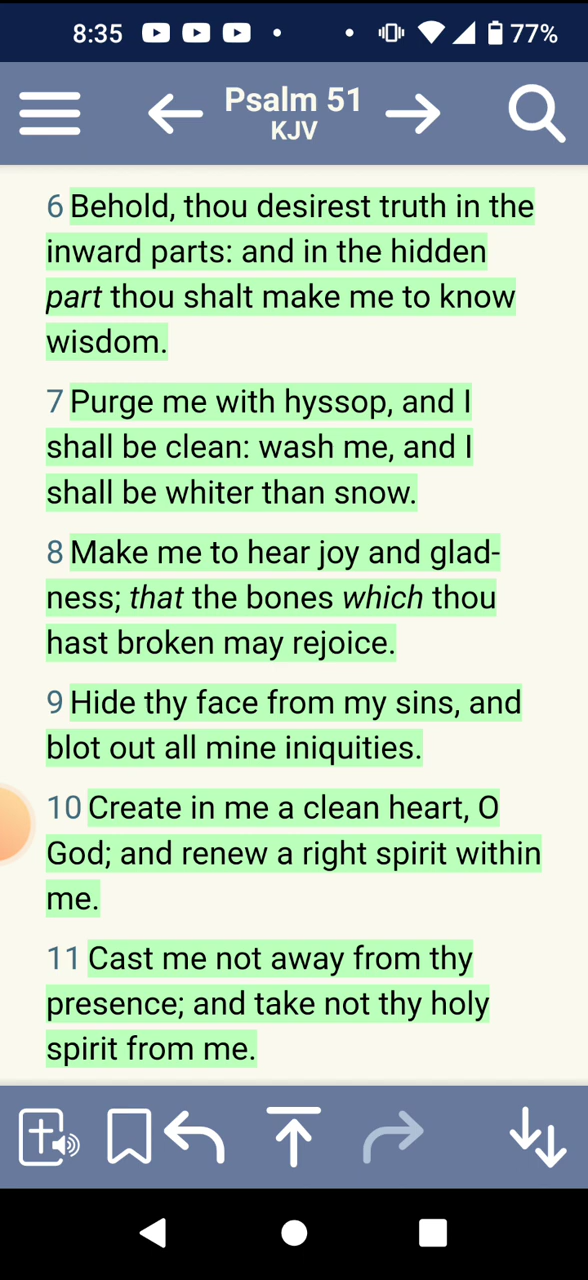 8:35
77%
Psalm 51
KJV
6 Behold, thou desirest truth in the
inward parts: and in the hidden
part thou shalt make me to know
wisdom.
7 Purge me with hyssop, and I
shall be clean: wash me, and I
shall be whiter than snow.
8 Make me to hear joy and glad-
ness; that the bones which thou
hast broken may rejoice.
9 Hide thy face from my sins, and
blot out all mine iniquities.
10 Create in me a clean heart, O
God; and renew a right spirit within
me.
11 Cast me not away from thy
presence; and take not thy holy
spirit from me.